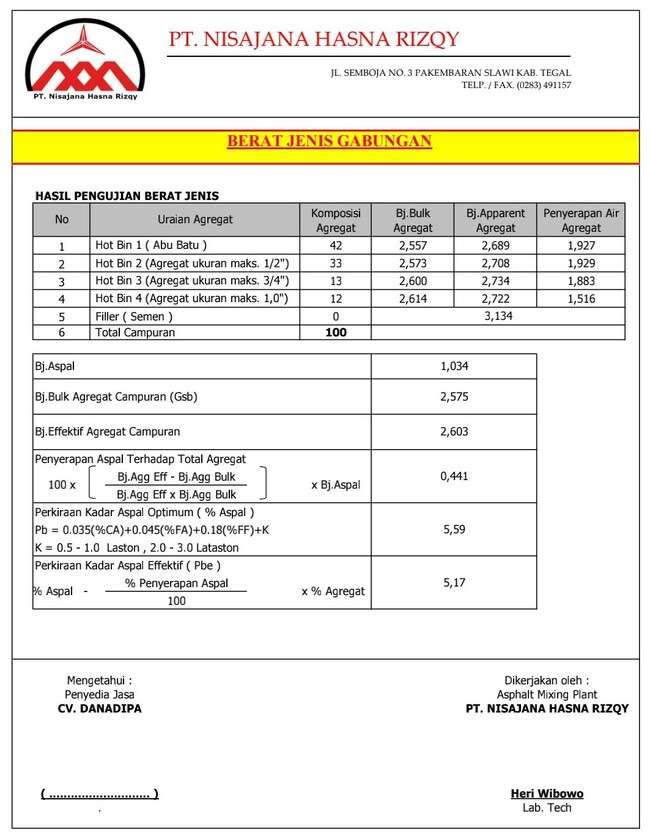 PT. NISAJANA HASNA RIZQY
JL. SEMBOJA NO. 3 PAKEMBARAN SLAWI KAB. TEGAL
TELP. / FAX. (0283) 491157
PT. Nisajana Hasna Rizqy
BERAT JENIS GABUNGAN
HASIL PENGUJIAN BERAT JENIS
No Uraian Agregat Komposisi Agregat Bj.Bulk Agregat Bj.Apparent Agregat Penyerapan Air Agregat
1 Hot Bin 1 ( Abu Batu ) 42 2,557 2,689 1,927
2 Hot Bin 2 (Agregat ukuran maks. 1/2") 33 2,573 2,708 1,929
3 Hot Bin 3 (Agregat ukuran maks. 3/4") 13 2,600 2,734 1,883
4 Hot Bin 4 (Agregat ukuran maks. 1,0") 12 2,614 2,722 1,516
5 Filler ( Semen ) 0 3,134
6 Total Campuran 100
Bj.Aspal 1,034
Bj.Bulk Agregat Campuran (Gsb) 2,575
Bj.Effektif Agregat Campuran 2,603
Penyerapan Aspal Terhadap Total Agregat
100 x Bj.Agg Eff - Bj.Agg Bulk x Bj.Aspal 0,441
Bj.Agg Eff x Bj.Agg Bulk
Perkiraan Kadar Aspal Optimum ( % Aspal )
Pb = 0.035(%CA)+0.045(%FA)+0.18(%FF)+K 5,59
K = 0.5 - 1.0 Laston , 2.0 - 3.0 Lataston
Perkiraan Kadar Aspal Effektif ( Pbe )
% Aspal - % Penyerapan Aspal x % Agregat 5,17
100
Mengetahui : Dikerjakan oleh :
Penyedia Jasa Asphalt Mixing Plant
CV. DANADIPA PT. NISAJANA HASNA RIZQY
( ............................ ) Heri Wibowo
. Lab. Tech